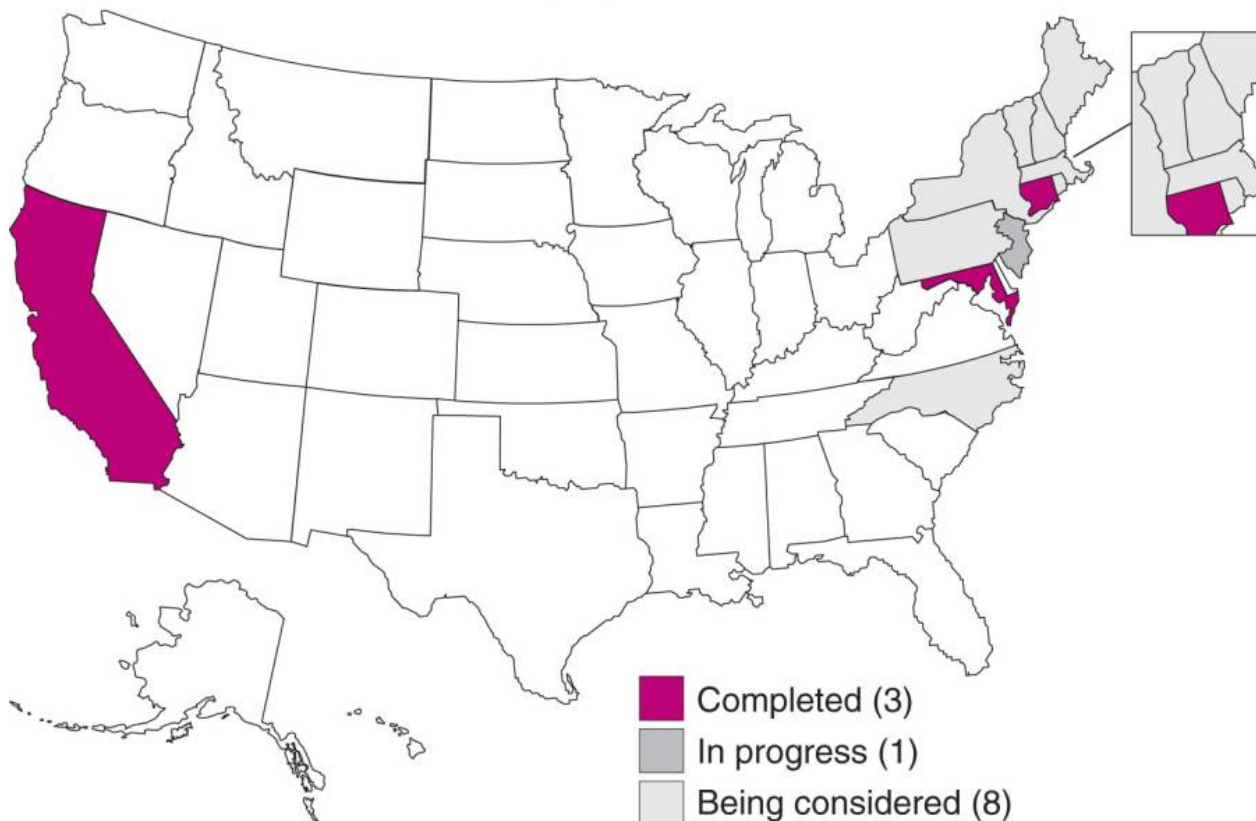 Completed (3)
In progress (1)
Being considered (8)